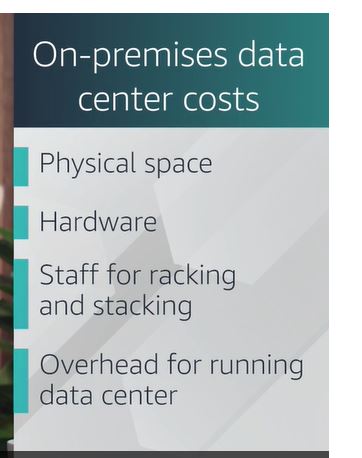 On-premises data
center costs
Physical space
Hardware
Staff for racking
and stacking
Overhead for running
data center